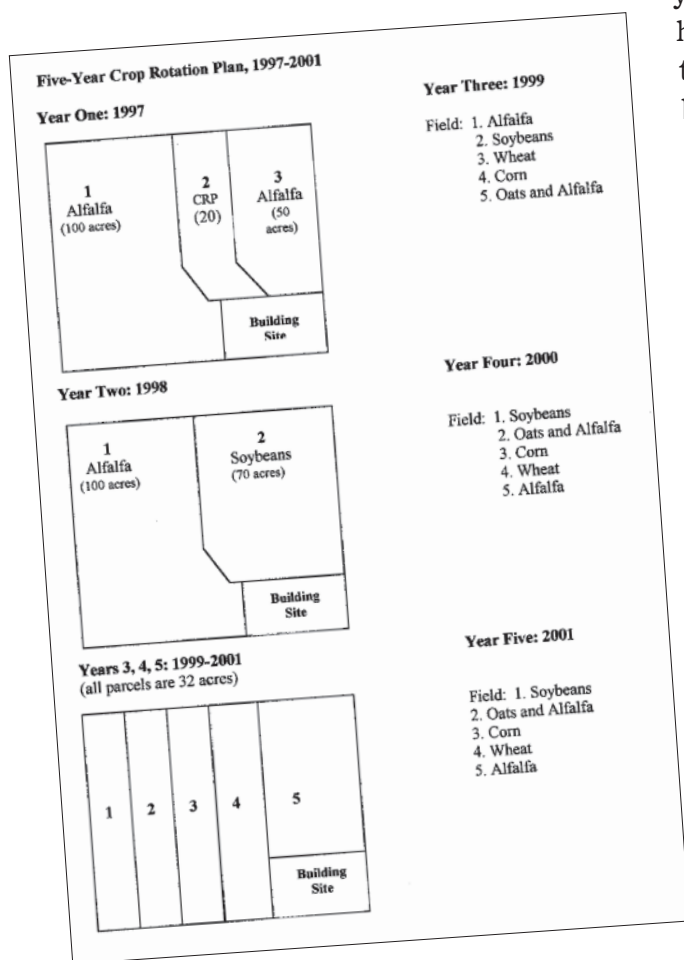 Five-Year Crop Rotation Plan, 1997-2001
Year One: 1997
1
Alfalfa
(100 acres)
2
CRP
(20)
3
Alfalfa
(50
acres)
Building
Site
Year Two: 1998
1
Alfalfa
(100 acres)
2
Soybeans
(70 acres)
Building
Site
Years 3, 4, 5: 1999-2001
(all parcels are 32 acres)
1
2
3
4
5
Building
Site
Year Three: 1999
Field: 1. Alfalfa
2. Soybeans
3. Wheat
4. Corn
5. Oats and Alfalfa
Year Four: 2000
Field: 1. Soybeans
2. Oats and Alfalfa
3. Corn
4. Wheat
5. Alfalfa
Year Five: 2001
Field: 1. Soybeans
2. Oats and Alfalfa
3. Corn
4. Wheat
5. Alfalfa